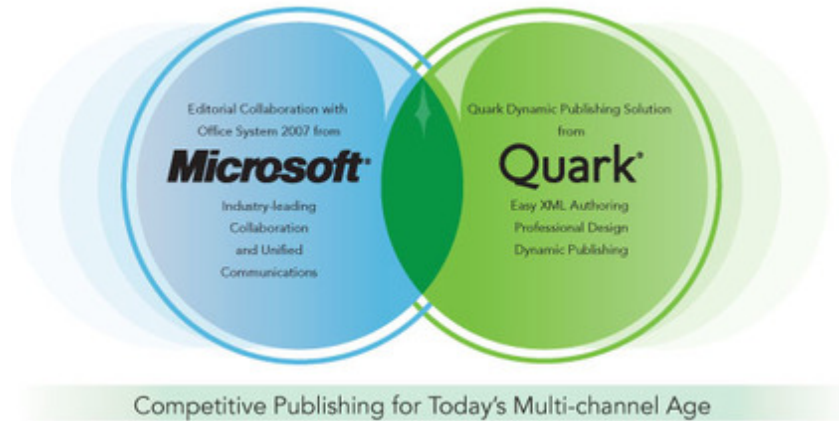 Editorial Collaboration with
Office System 2007 from
Microsoft®
Industry-leading
Collaboration
and Unified
Communications
Quark Dynamic Publishing Solution
from
Quark®
Easy XML Authoring
Professional Design
Dynamic Publishing
Competitive Publishing for Today's Multi-channel Age